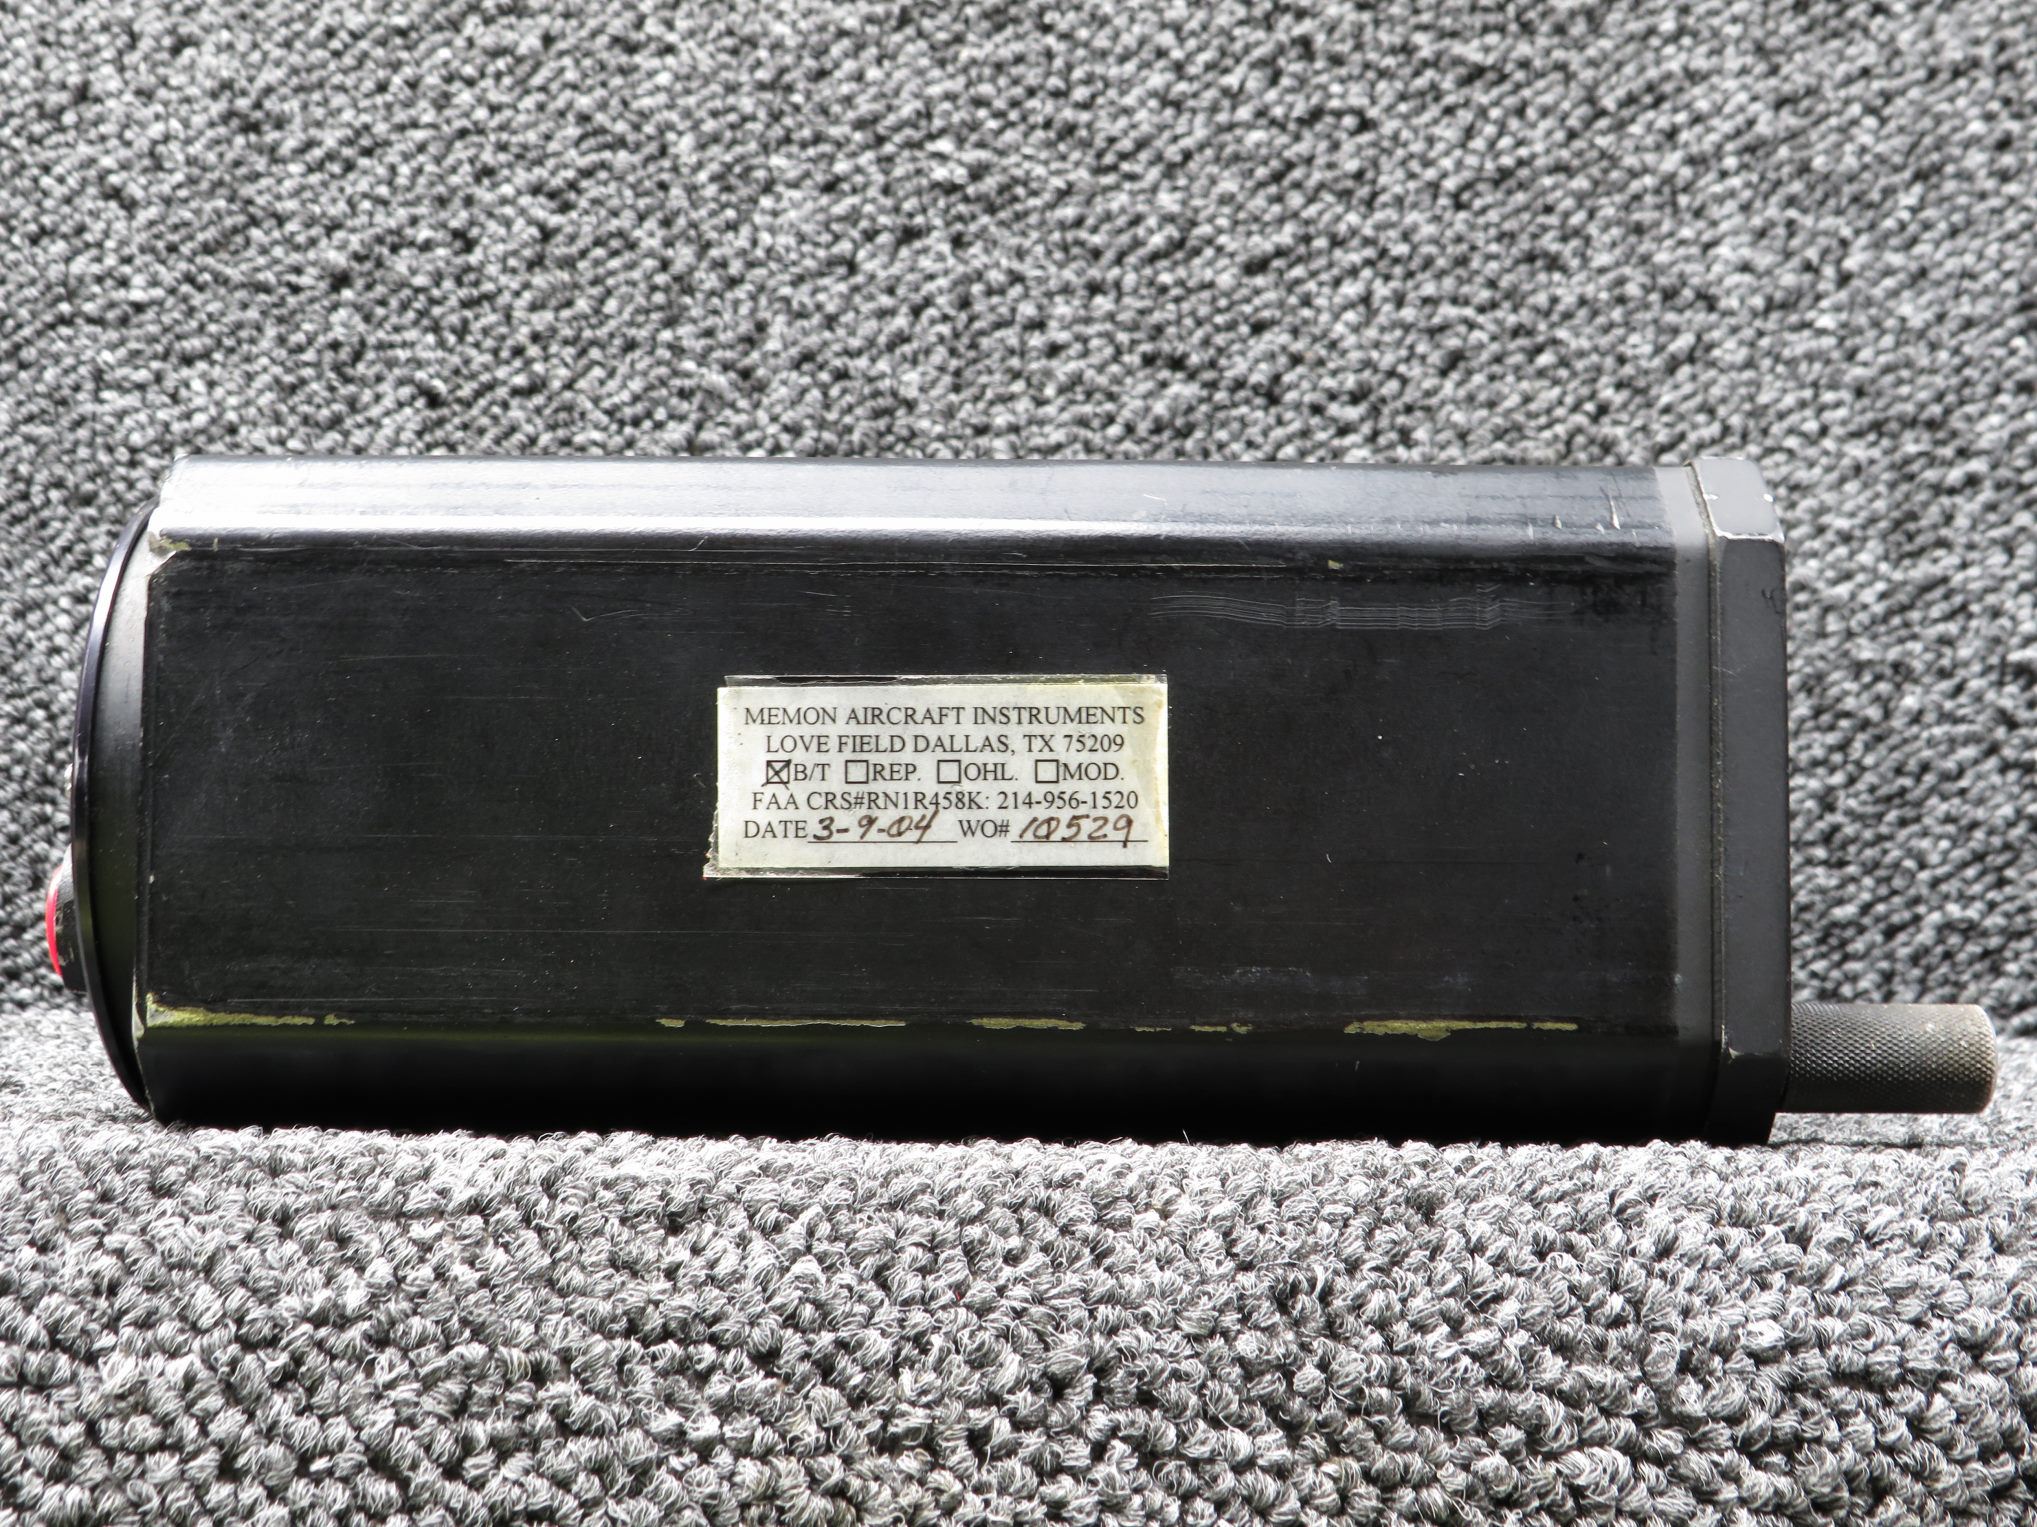 MEMON AIRCRAFT INSTRUMENTS
LOVE FIELD DALLAS, TX 75209
☒B/T ☐REP. ☐OHL. ☐MOD.
FAA CRS#RN1R458K: 214-956-1520
DATE 3-9-04 WO# 10529